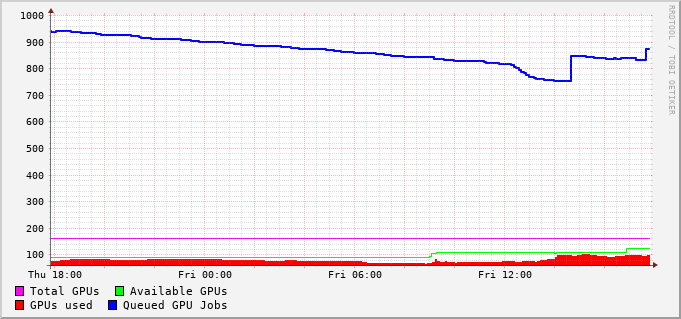 1000
900
800
700
600
500
400
300
200
100
Thu 18:00 Fri 00:00 Fri 06:00 Fri 12:00
Total GPUs Available GPUs
GPUs used Queued GPU Jobs
RRDTOOL / TOBI OETIKER